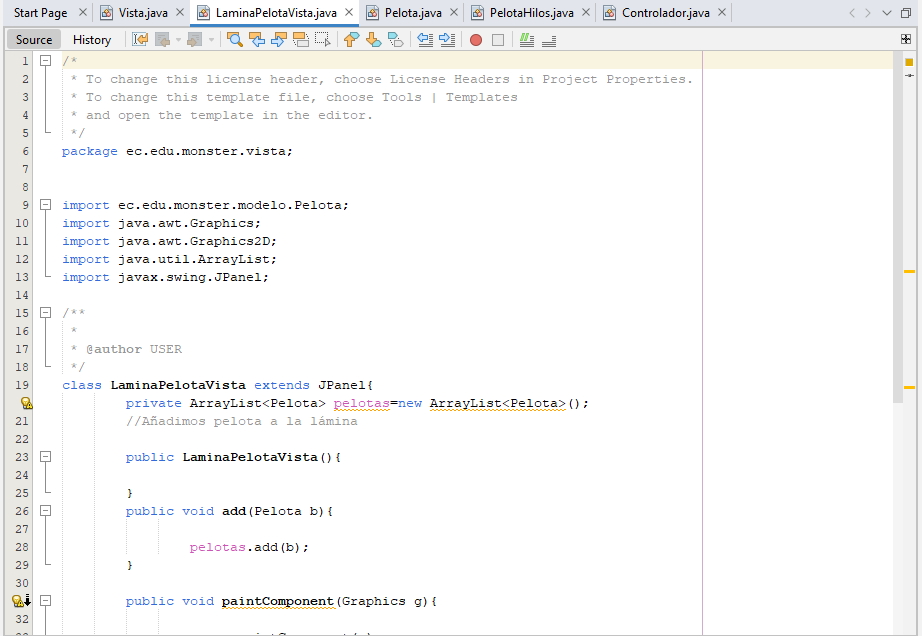 Start Page Vista.java LaminaPelotaVista.java Pelota.java PelotaHilos.java Controlador.java
Source History
1 /*
2 * To change this license header, choose License Headers in Project Properties.
3 * To change this template file, choose Tools | Templates
4 * and open the template in the editor.
5 */
6 package ec.edu.monster.vista;
7
8
9 import ec.edu.monster.modelo.Pelota;
10 import java.awt.Graphics;
11 import java.awt.Graphics2D;
12 import java.util.ArrayList;
13 import javax.swing.JPanel;
14
15 /**
16 *
17 * @author USER
18 */
19 class LaminaPelotaVista extends JPanel{
private ArrayList<Pelota> pelotas=new ArrayList<Pelota>();
21 //Añadimos pelota a la lámina
22
23 public LaminaPelotaVista(){
24
25 }
26 public void add(Pelota b){
27
28 pelotas.add(b);
29 }
30
public void paintComponent(Graphics g){
32